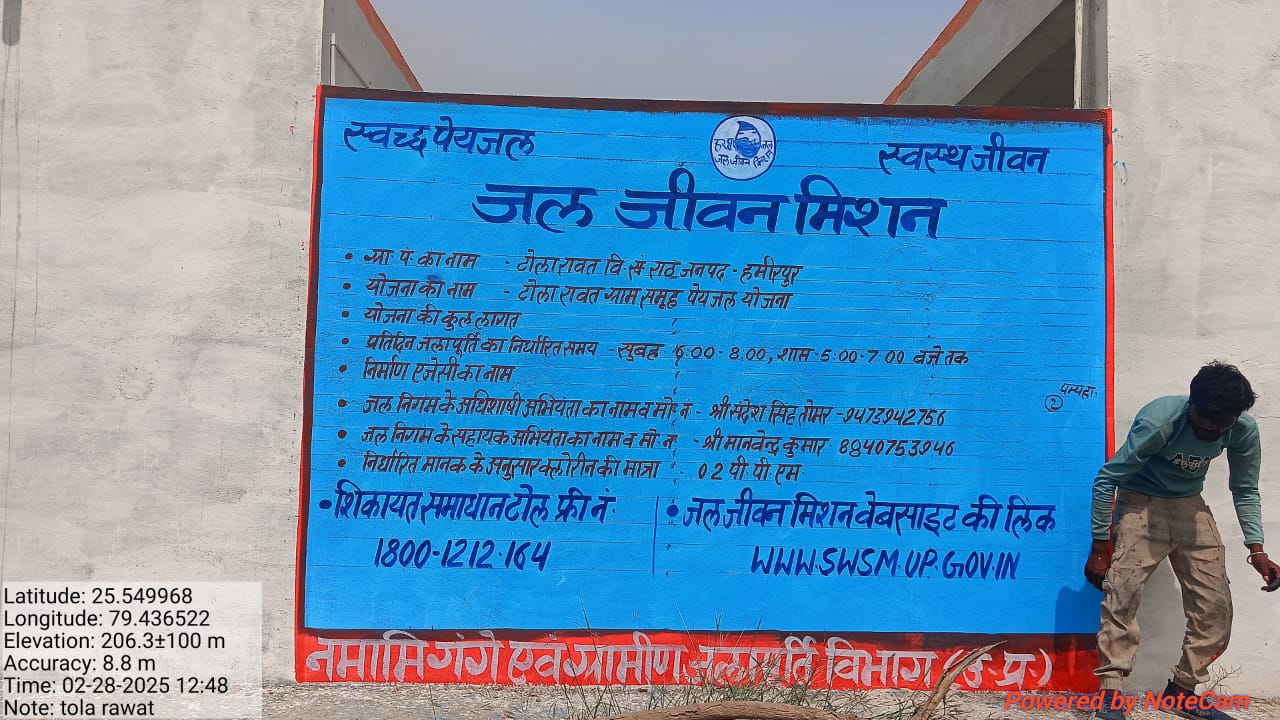 स्वच्छ पेयजल
स्वस्थ जीवन
जल जीवन मिशन
• ग्रा. पं. का नाम - टोलारावत वि. सं. राठ जनपद - हमीरपुर
• योजना का नाम - टोला रावत ग्राम समूह पेयजल योजना
• योजना की कुल लागत
• प्रतिदिन जलापूर्ति का निर्धारित समय - सुबह 6:00 - 8:00, शाम - 5:00 - 7:00 बजे तक
• निर्माण एजेंसी का नाम
• जल निगम के अधिशाषी अभियंता का नाम व मो. नं. - श्री संदेश सिंह तोमर - 9473942756
• जल निगम के सहायक अभियंता का नाम व मो. नं. - श्री मानवेन्द्र कुमार - 8840753946
• निर्धारित मानक के अनुसार क्लोरीन की मात्रा : 0.2 पी पी एम
• शिकायत समाधान टोल फ्री नं.
1800-1212-164
• जल जीवन मिशन वेबसाइट की लिंक
WWW.SWSM.UP.GOV.IN
नमामि गंगे एवं ग्रामीण जलापूर्ति विभाग (उ. प्र.)
Latitude: 25.549968
Longitude: 79.436522
Elevation: 206.3±100 m
Accuracy: 8.8 m
Time: 02-28-2025 12:48
Note: tola rawat
Powered by NoteCam